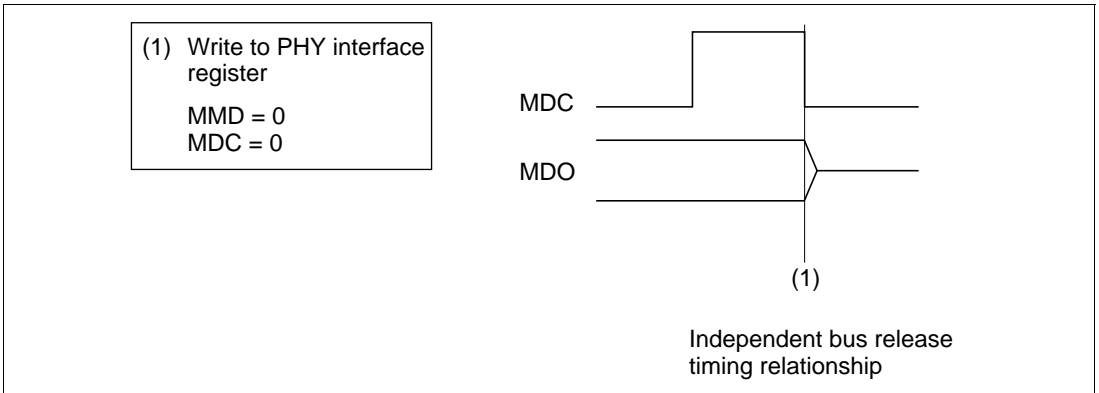 (1) Write to PHY interface
register
MMD = 0
MDC = 0
MDC
MDO
(1)
Independent bus release
timing relationship